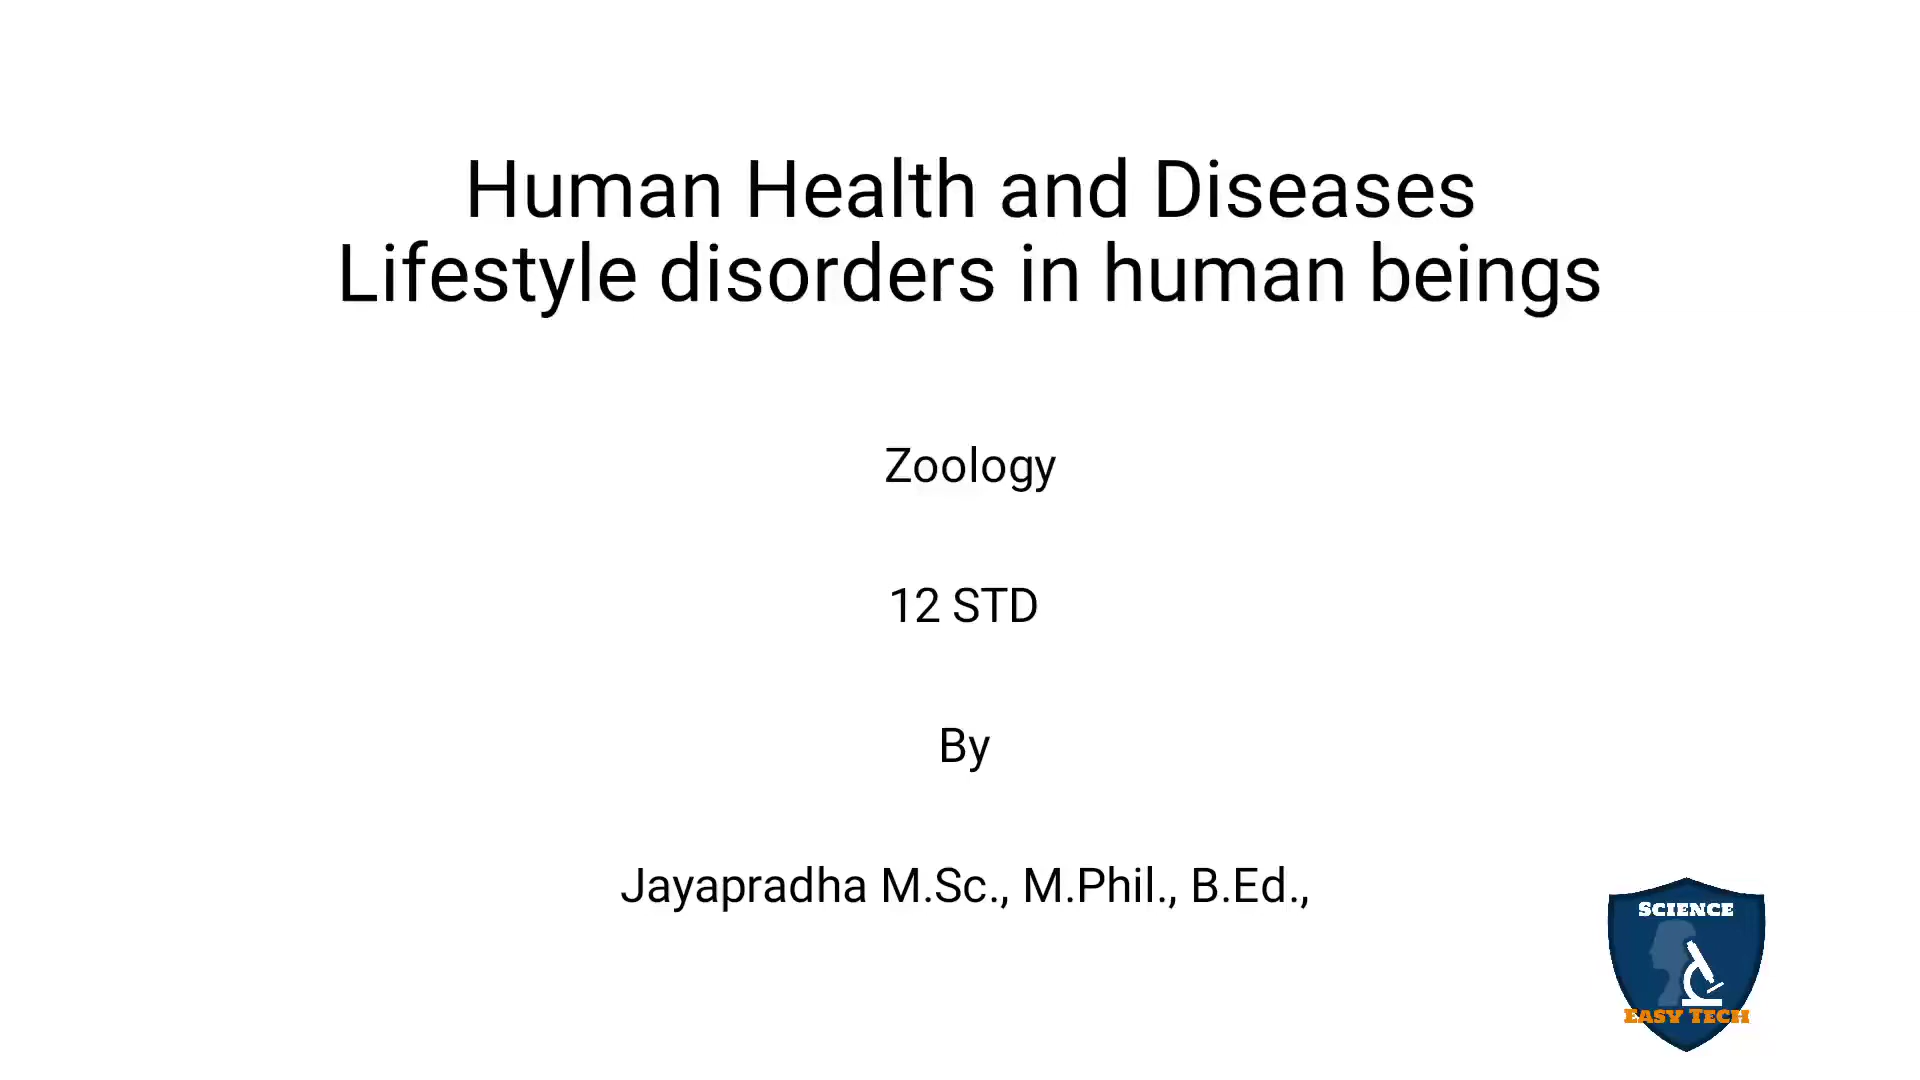 Human Health and Diseases
Lifestyle disorders in human beings
Zoology
12 STD
By
Jayapradha M.Sc., M.Phil., B.Ed.,
SCIENCE
EASY TECH